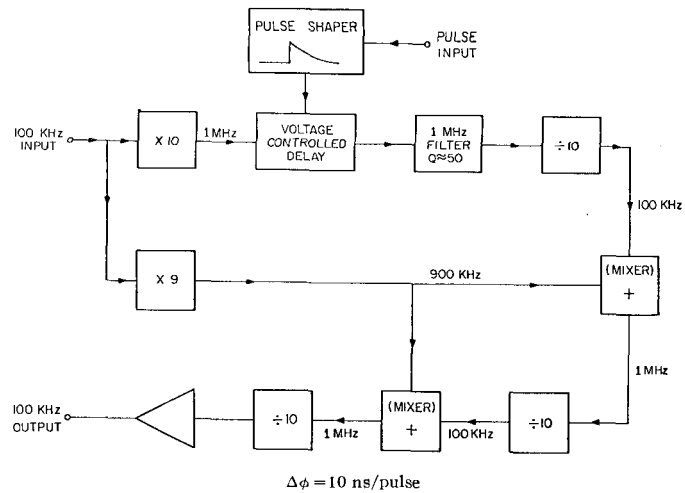 PULSE SHAPER
PULSE
INPUT
100 KHz
INPUT
X 10
1 MHz
VOLTAGE
CONTROLLED
DELAY
1 MHz
FILTER
Q≈50
÷10
100 KHz
X 9
900 KHz
(MIXER)
+
1 MHz
100 KHz
OUTPUT
÷10
1 MHz
(MIXER)
+
100 KHz
÷10
Δϕ = 10 ns/pulse